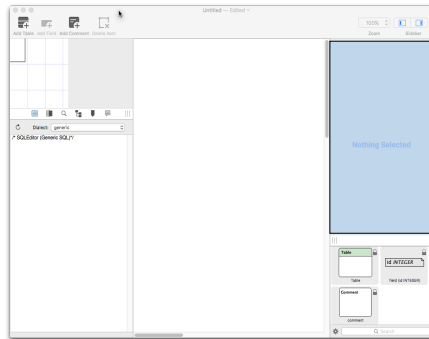 Untitled — Edited
Add Table Add Field Add Comment Delete Item
100%
Zoom Sidebar
Dialect: generic
/* SQLEditor (Generic SQL)*/
Nothing Selected
Table
id INTEGER
Table
field (id INTEGER)
Comment
comment
Search